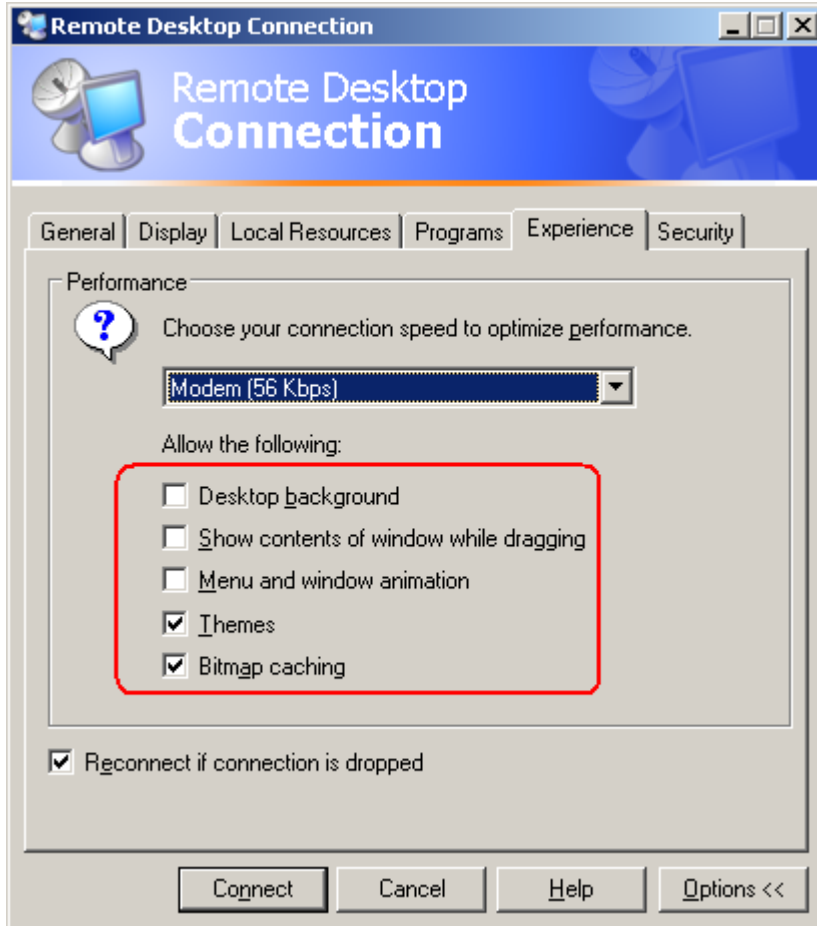 Remote Desktop Connection
Remote Desktop
Connection
General Display Local Resources Programs Experience Security
Performance
?
Choose your connection speed to optimize performance.
Modem (56 Kbps)
Allow the following:
Desktop background
Show contents of window while dragging
Menu and window animation
Themes
Bitmap caching
Reconnect if connection is dropped
Connect Cancel Help Options <<